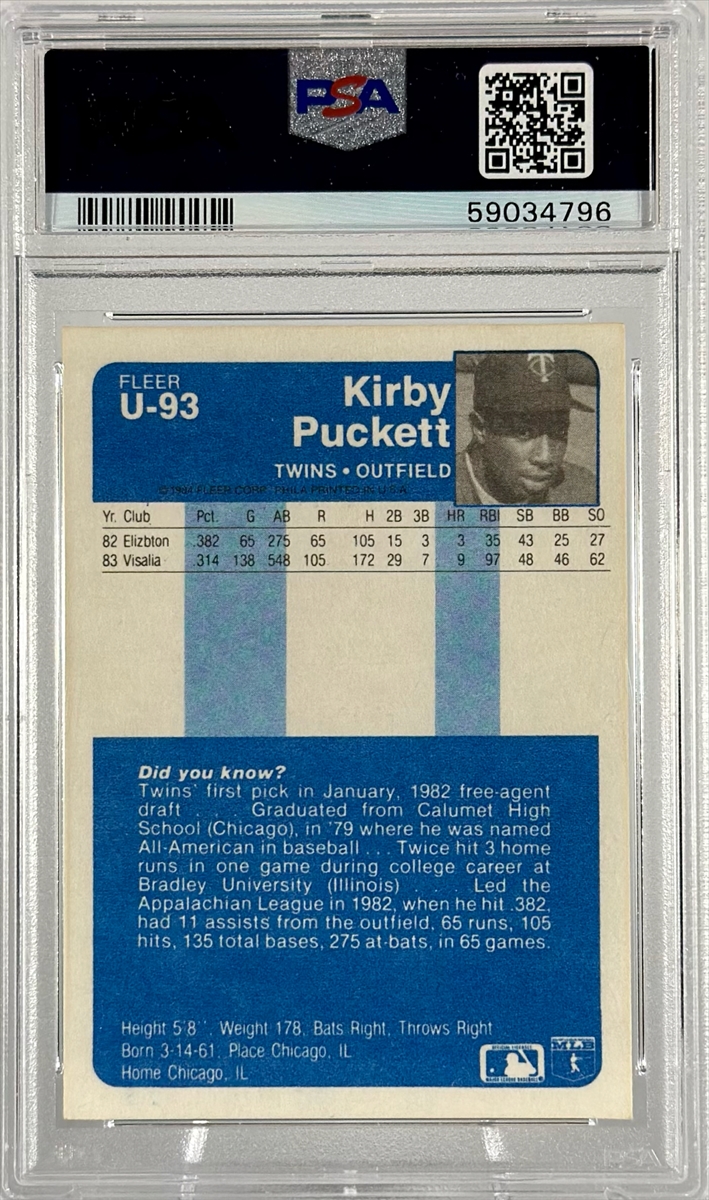 PSA
59034796
FLEER
U-93
Kirby
Puckett
TWINS • OUTFIELD
©1984 FLEER CORP. PHILA PRINTED IN U.S.A.
Yr. Club Pct. G AB R H 2B 3B HR RBI SB BB SO
82 Elizbton .382 65 275 65 105 15 3 3 35 43 25 27
83 Visalia .314 138 548 105 172 29 7 9 97 48 46 62
Did you know?
Twins' first pick in January, 1982 free-agent
draft . . . Graduated from Calumet High
School (Chicago), in '79 where he was named
All-American in baseball . . . Twice hit 3 home
runs in one game during college career at
Bradley University (Illinois) . . . Led the
Appalachian League in 1982, when he hit .382,
had 11 assists from the outfield, 65 runs, 105
hits, 135 total bases, 275 at-bats, in 65 games.
Height 5'8'', Weight 178, Bats Right, Throws Right
Born 3-14-61, Place Chicago, IL
Home Chicago, IL
PSA